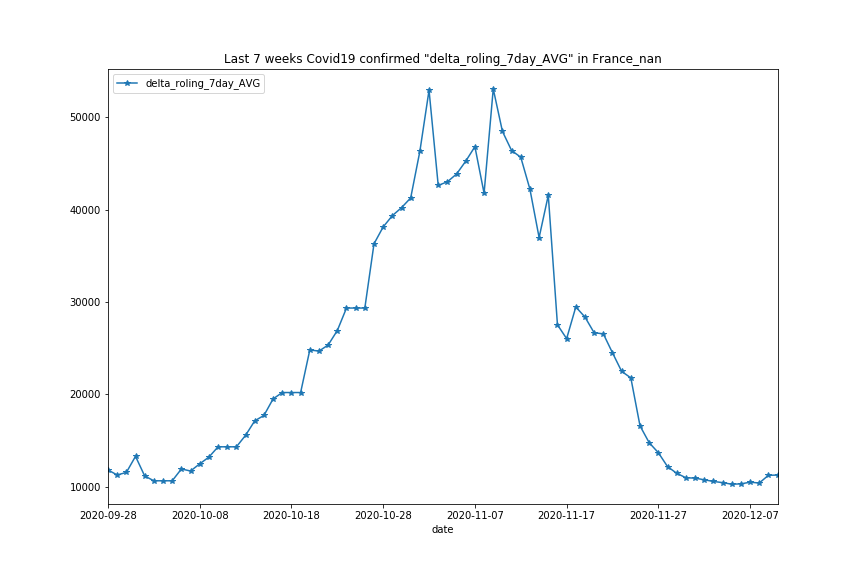 Last 7 weeks Covid19 confirmed "delta_roling_7day_AVG" in France_nan
delta_roling_7day_AVG
50000
40000
30000
20000
10000
2020-09-28 2020-10-08 2020-10-18 2020-10-28 2020-11-07 2020-11-17 2020-11-27 2020-12-07
date